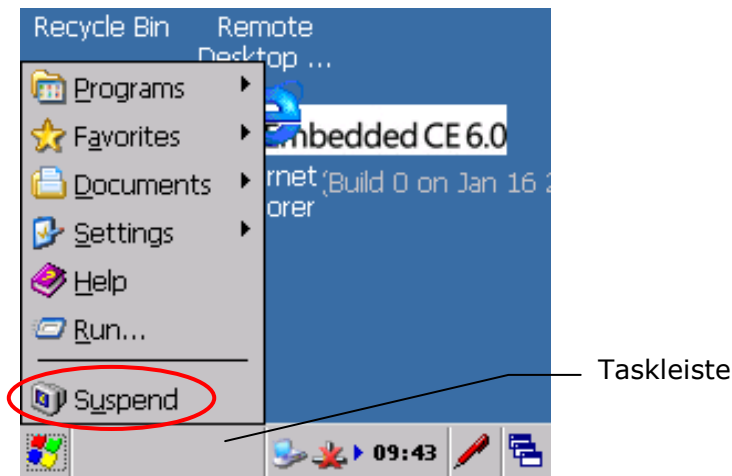 Recycle Bin
Remote
Desktop ...
Programs
Favorites
Embedded CE 6.0
Documents
rnet
(Build 0 on Jan 16
orer
Settings
Help
Run...
Taskleiste
Suspend
09:43